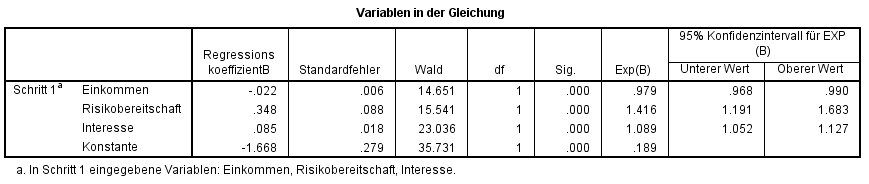 Variablen in der Gleichung
95% Konfidenzintervall für EXP
(B)
Regressions
koeffizientB Standardfehler Wald df Sig. Exp(B) Unterer Wert Oberer Wert
Schritt 1a Einkommen -.022 .006 14.651 1 .000 .979 .968 .990
Risikobereitschaft .348 .088 15.541 1 .000 1.416 1.191 1.683
Interesse .085 .018 23.036 1 .000 1.089 1.052 1.127
Konstante -1.668 .279 35.731 1 .000 .189
a. In Schritt 1 eingegebene Variablen: Einkommen, Risikobereitschaft, Interesse.